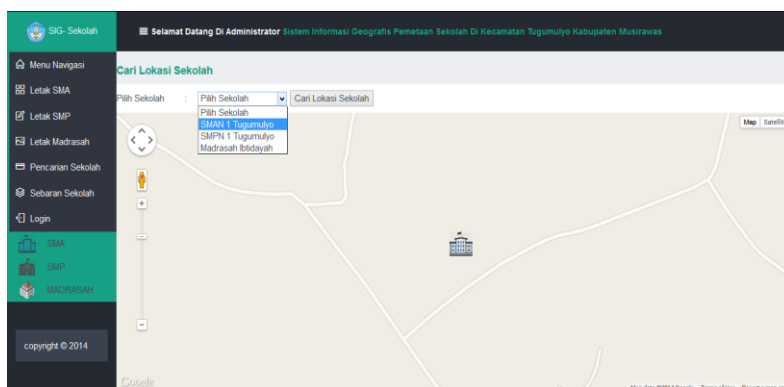 SIG- Sekolah
Selamat Datang Di Administrator Sistem Informasi Geografis Pemetaan Sekolah Di Kecamatan Tugumulyo Kabupaten Musirawas
Menu Navigasi
Letak SMA
Letak SMP
Letak Madrasah
Pencarian Sekolah
Sebaran Sekolah
Login
SMA
SMP
MADRASAH
copyright © 2014
Cari Lokasi Sekolah
Pilih Sekolah : Pilih Sekolah Cari Lokasi Sekolah
Pilih Sekolah
SMAN 1 Tugumulyo
SMPN 1 Tugumulyo
Madrasah Ibtidayah
Map Satellit
Google